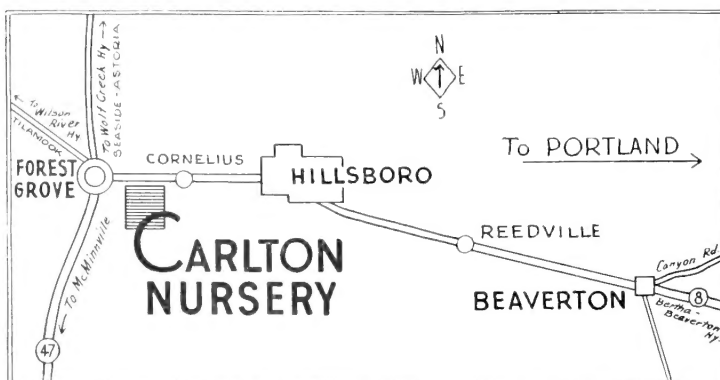 To Wolf Creek Hy
SEASIDE-ASTORIA
To Wilson
River Hy
TILAMOOK
N
W E
S
FOREST
GROVE
CORNELIUS
HILLSBORO
To PORTLAND
CARLTON
NURSERY
To McMinnville
47
REEDVILLE
BEAVERTON
Canyon Rd.
8
Bertha-
Beaverton
Hy.